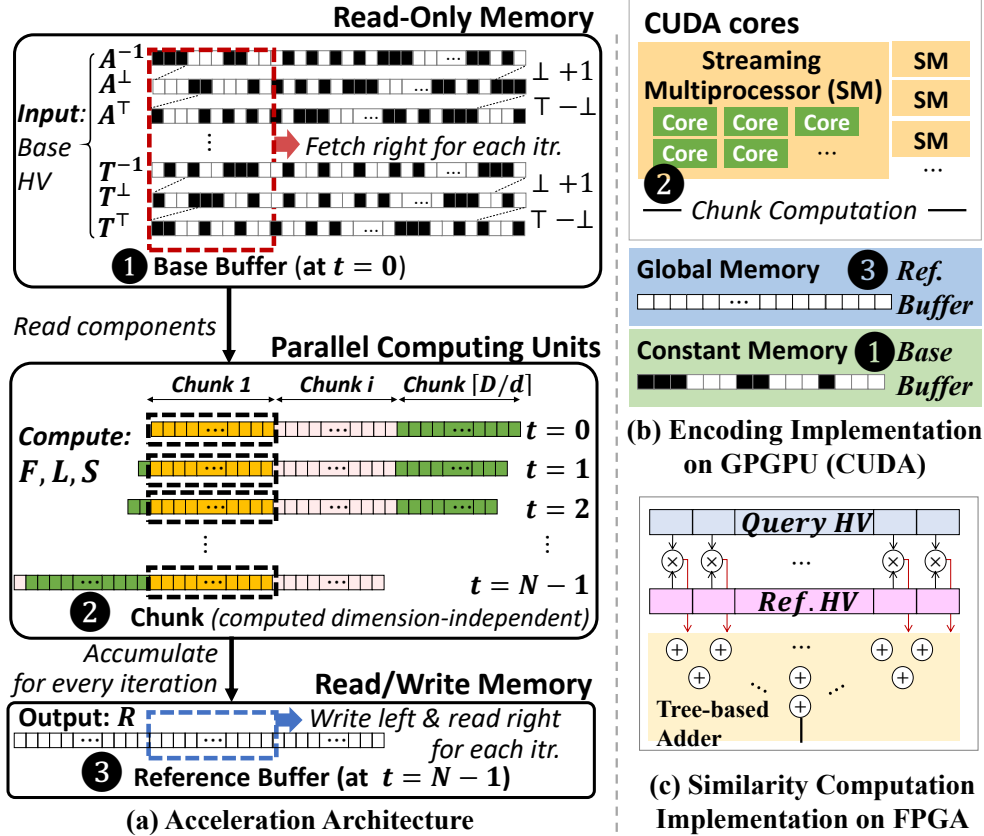 Read-Only Memory
Input:
Base
HV
A⁻¹
A^⊥
A^⊤
⋮
T⁻¹
T^⊥
T^⊤
...
...
...
...
...
...
⊥ +1
⊤ −⊥
⊥ +1
⊤ −⊥
Fetch right for each itr.
1 Base Buffer (at t = 0)
Read components
Parallel Computing Units
Chunk 1 Chunk i Chunk ⌈D/d⌉
Compute:
F, L, S
... ... ... t = 0
... ... ... t = 1
... ... ... t = 2
⋮ ⋮
... ... ... t = N − 1
2 Chunk (computed dimension-independent)
Accumulate
for every iteration
Read/Write Memory
Output: R
Write left & read right
for each itr.
... ... ...
3 Reference Buffer (at t = N − 1)
(a) Acceleration Architecture
CUDA cores
Streaming
Multiprocessor (SM)
Core Core Core
Core Core ...
SM
SM
SM
...
2
Chunk Computation
Global Memory 3 Ref.
Buffer
...
Constant Memory 1 Base
Buffer
...
(b) Encoding Implementation
on GPGPU (CUDA)
Query HV
× × ... × ×
Ref. HV
+ + ... + +
+ ... + ... +
+
Tree-based
Adder
(c) Similarity Computation
Implementation on FPGA